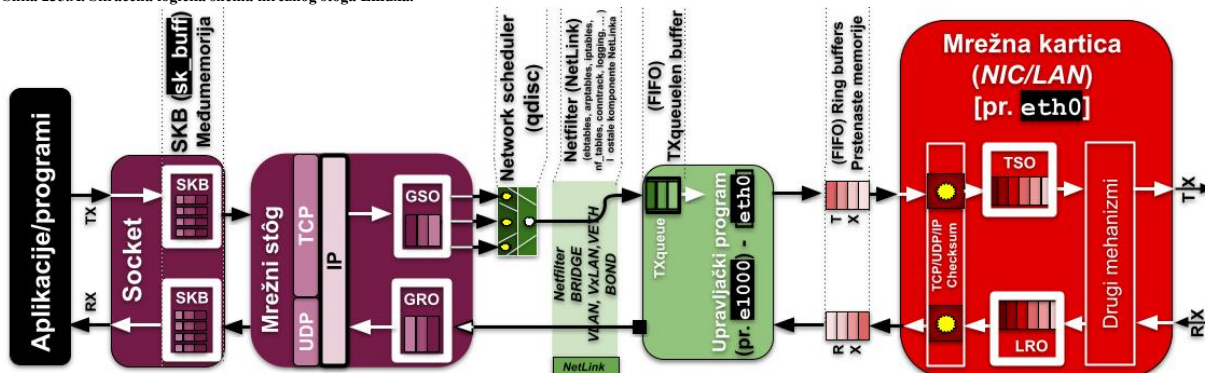 Aplikacije/programi
TX
RX
SKB (sk_buff)
Međumemorija
Socket
SKB
SKB
Mrežni stôg
UDP
TCP
IP
GSO
GRO
Network scheduler
(qdisc)
Netfilter (NetLink)
(ebtables, arptables, iptables,
nf_tables, conntrack, logging, ...)
I ostale komponente NetLinka
Netfilter
BRIDGE
VLAN, VxLAN,VETH
BOND
NetLink
(FIFO)
TXqueuelen buffer
TXqueue
Upravljački program
(pr. e1000) - [eth0]
(FIFO) Ring buffers
Prstenaste memorije
T
X
R
X
Mrežna kartica
(NIC/LAN)
[pr. eth0]
TCP/UDP/IP
Checksum
TSO
LRO
Drugi mehanizmi
TX
RX